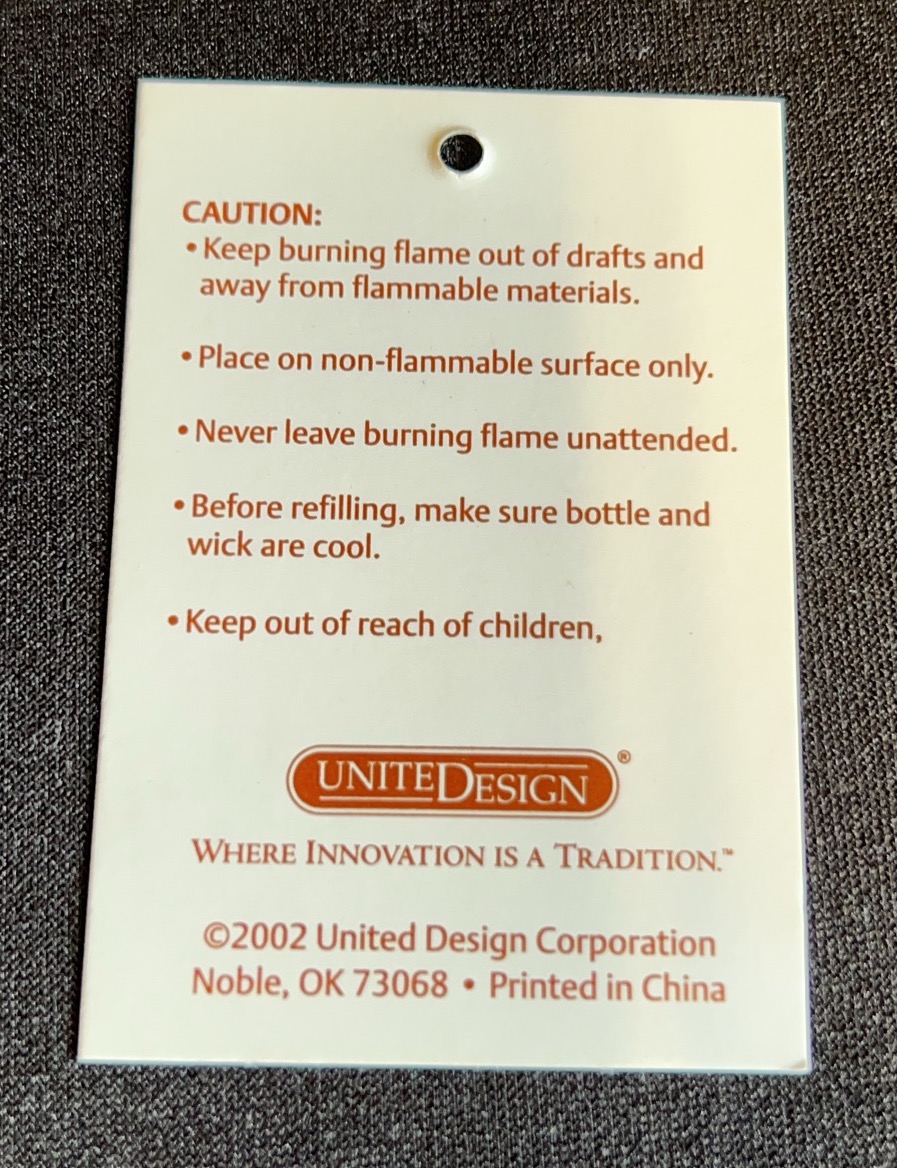 CAUTION:
• Keep burning flame out of drafts and
away from flammable materials.
• Place on non-flammable surface only.
• Never leave burning flame unattended.
• Before refilling, make sure bottle and
wick are cool.
• Keep out of reach of children,
UNITEDESIGN®
WHERE INNOVATION IS A TRADITION.™
©2002 United Design Corporation
Noble, OK 73068 • Printed in China